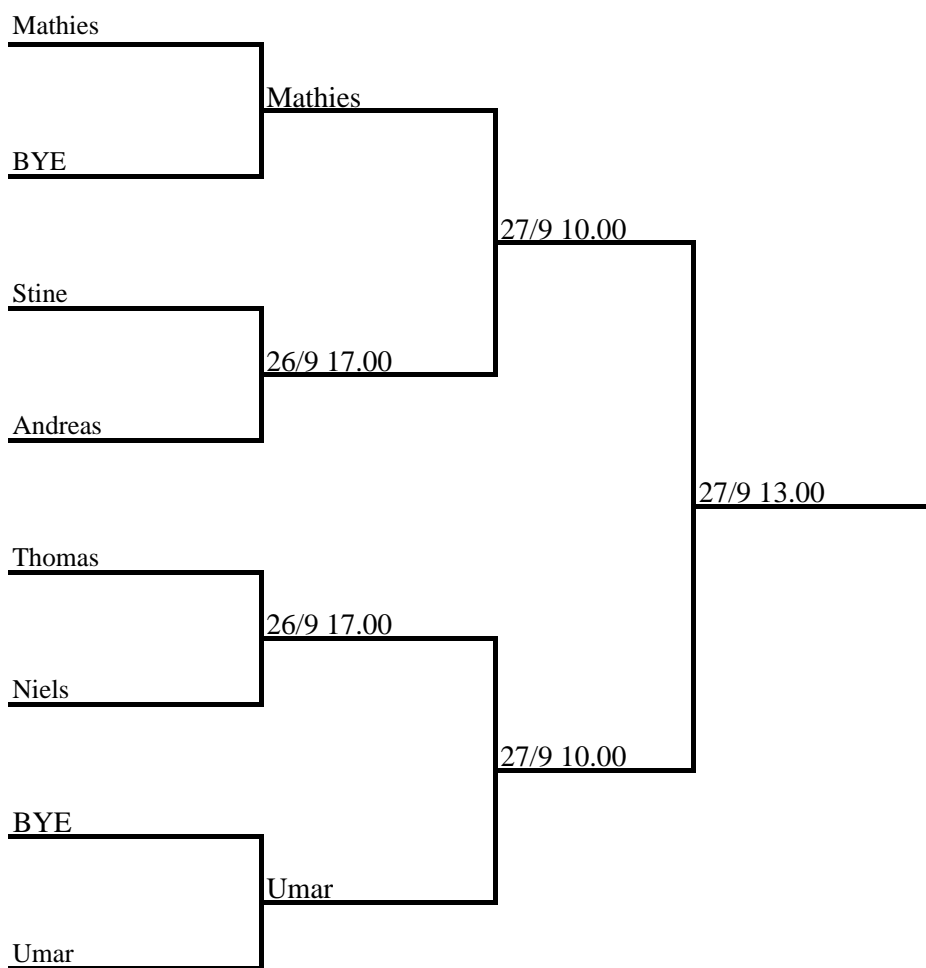 Mathies
Mathies
BYE
27/9 10.00
Stine
26/9 17.00
Andreas
27/9 13.00
Thomas
26/9 17.00
Niels
27/9 10.00
BYE
Umar
Umar